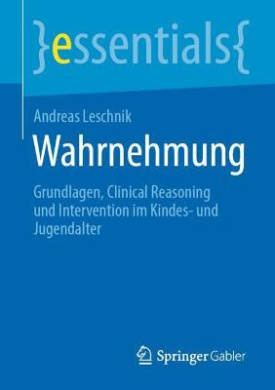 }essentials{
Andreas Leschnik
Wahrnehmung
Grundlagen, Clinical Reasoning
und Intervention im Kindes- und
Jugendalter
Springer Gabler